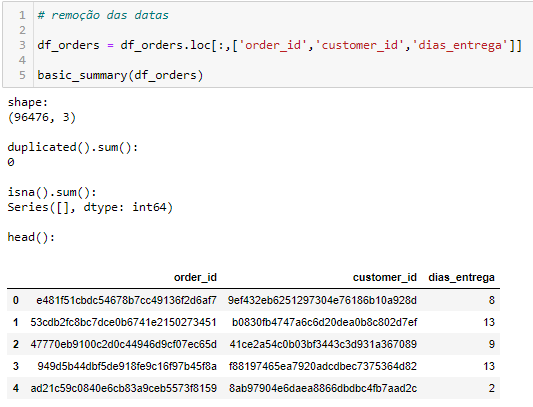 1 # remoção das datas
2
3 df_orders = df_orders.loc[:,['order_id','customer_id','dias_entrega']]
4
5 basic_summary(df_orders)
shape:
(96476, 3)
duplicated().sum():
0
isna().sum():
Series([], dtype: int64)
head():
order_id customer_id dias_entrega
0 e481f51cbdc54678b7cc49136f2d6af7 9ef432eb6251297304e76186b10a928d 8
1 53cdb2fc8bc7dce0b6741e2150273451 b0830fb4747a6c6d20dea0b8c802d7ef 13
2 47770eb9100c2d0c44946d9cf07ec65d 41ce2a54c0b03bf3443c3d931a367089 9
3 949d5b44dbf5de918fe9c16f97b45f8a f88197465ea7920adcdbec7375364d82 13
4 ad21c59c0840e6cb83a9ceb5573f8159 8ab97904e6daea8866dbdbc4fb7aad2c 2